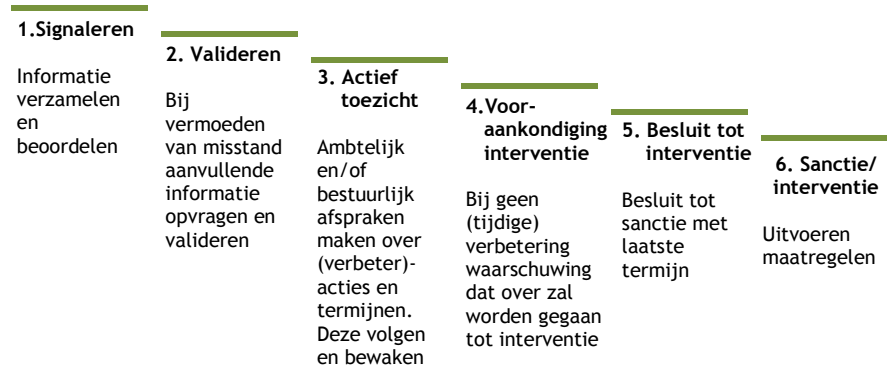 1.Signaleren
Informatie
verzamelen
en
beoordelen
2. Valideren
Bij
vermoeden
van misstand
aanvullende
informatie
opvragen en
valideren
3. Actief
toezicht
Ambtelijk
en/of
bestuurlijk
afspraken
maken over
(verbeter)-
acties en
termijnen.
Deze volgen
en bewaken
4.Voor-
aankondiging
interventie
Bij geen
(tijdige)
verbetering
waarschuwing
dat over zal
worden gegaan
tot interventie
5. Besluit tot
interventie
Besluit tot
sanctie met
laatste
termijn
6. Sanctie/
interventie
Uitvoeren
maatregelen